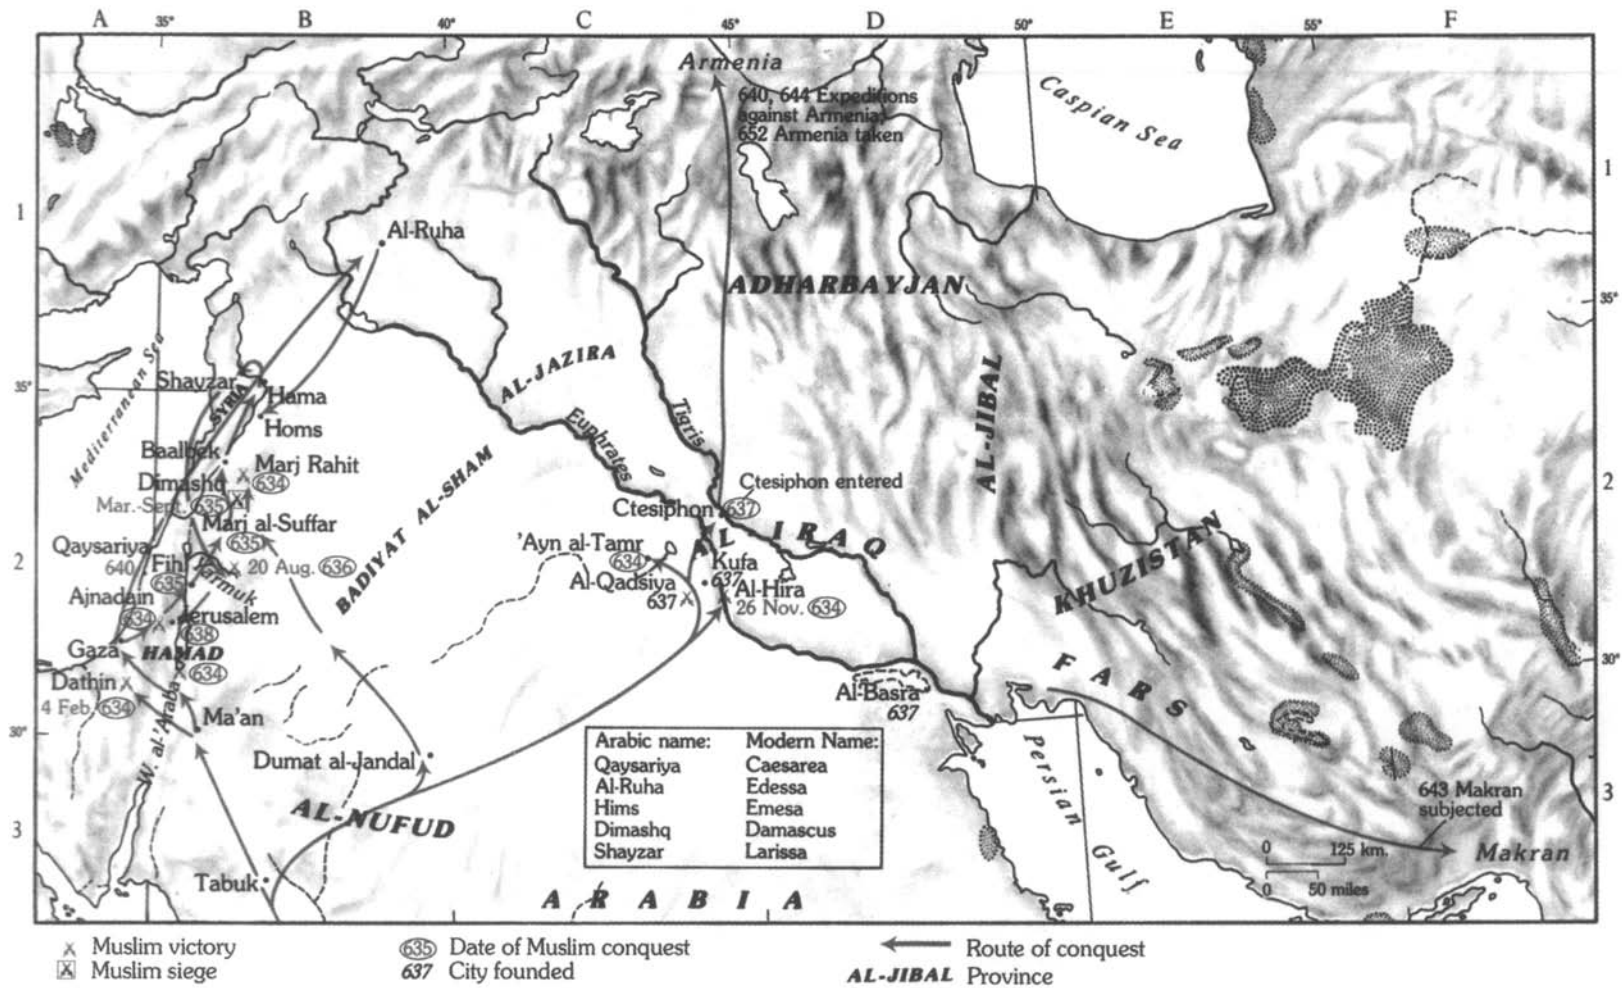 A B C D E F
35° 40° 45° 50° 55°
Armenia
640, 644 Expeditions
against Armenia;
652 Armenia taken
Caspian Sea
1
1
Al-Ruha
ADHARBAYJAN
35°
Mediterranean Sea
AL-JAZIRA
AL-JIBAL
35°
Shayzar
SYRIA
Hama
Homs
Euphrates
Tigris
Baalbek
Marj Rahit
634
Dimashq
Mar.-Sept. 635
BADIYAT AL-SHAM
Ctesiphon entered
Ctesiphon 637
Marj al-Suffar
635
AL IRAQ
KHUZISTAN
Qaysariya
640
'Ayn al-Tamr
634
2
2
Fihl
635
Yarmuk
20 Aug. 636
Kufa
637
Al-Qadsiya
637
Al-Hira
26 Nov. 634
Ajnadain
634
Jerusalem
638
Gaza
HAMAD
634
30°
FARS
Dathin
4 Feb. 634
Al-Basra
637
W. al-'Araba
Ma'an
30°
Dumat al-Jandal
Arabic name: Modern Name:
Qaysariya Caesarea
Al-Ruha Edessa
Hims Emesa
Dimashq Damascus
Shayzar Larissa
Persian Gulf
643 Makran
subjected
3
3
AL-NUFUD
0 125 km.
0 50 miles
Makran
Tabuk
ARABIA
Muslim victory
635 Date of Muslim conquest
Route of conquest
Muslim siege
637 City founded
AL-JIBAL Province